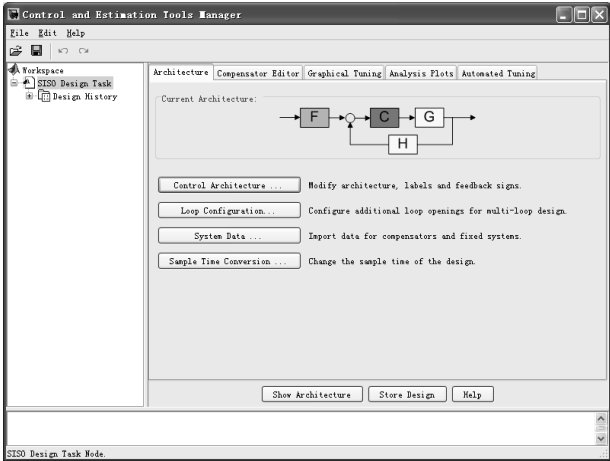 Control and Estimation Tools Manager
File Edit Help
Workspace
SISO Design Task
Design History
Architecture Compensator Editor Graphical Tuning Analysis Plots Automated Tuning
Current Architecture:
F C G
H
Control Architecture ... Modify architecture, labels and feedback signs.
Loop Configuration... Configure additional loop openings for multi-loop design.
System Data ... Import data for compensators and fixed systems.
Sample Time Conversion ... Change the sample time of the design.
Show Architecture Store Design Help
SISO Design Task Node.